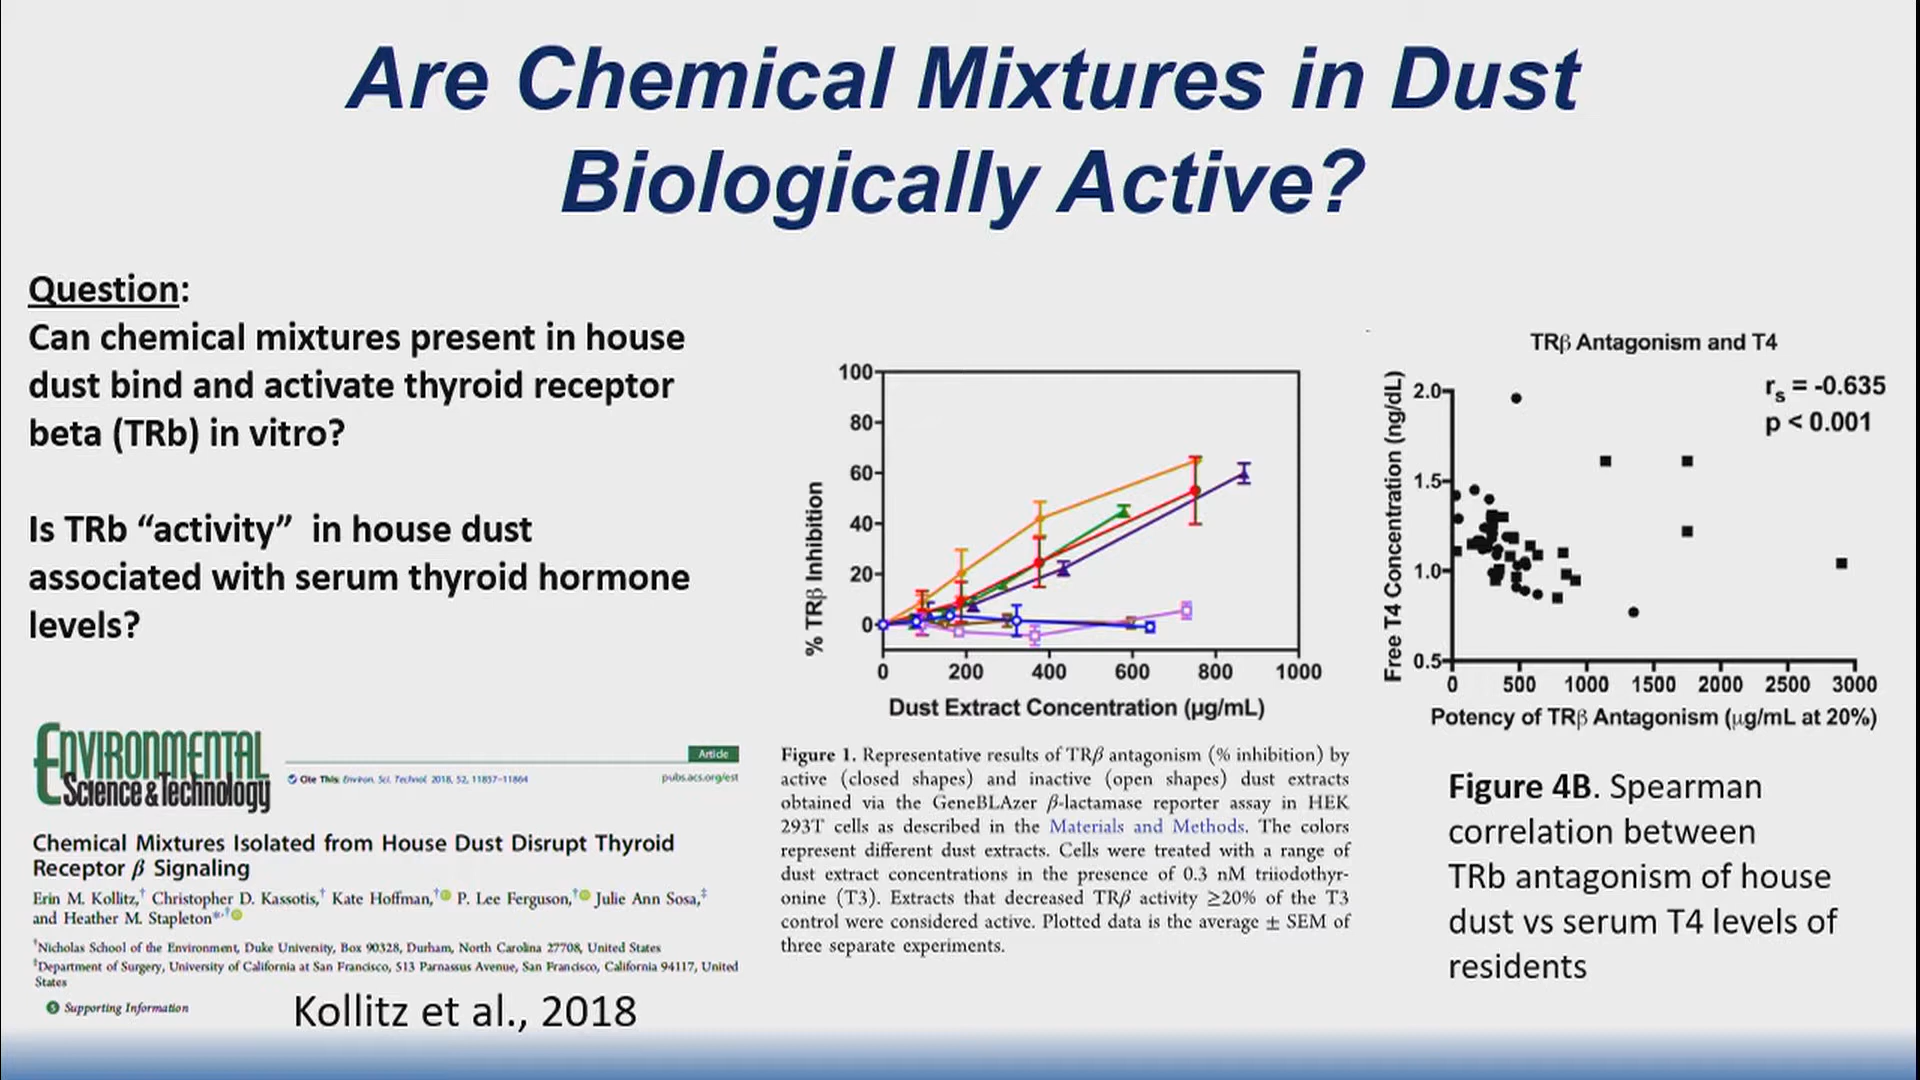 Are Chemical Mixtures in Dust
Biologically Active?
Question:
Can chemical mixtures present in house
dust bind and activate thyroid receptor
beta (TRb) in vitro?
Is TRb “activity”  in house dust
associated with serum thyroid hormone
levels?
ENVIRONMENTAL
Science & Technology
Article
Cite This: Environ. Sci. Technol. 2018, 52, 11857-11864
pubs.acs.org/est
Chemical Mixtures Isolated from House Dust Disrupt Thyroid
Receptor β Signaling
Erin M. Kollitz,† Christopher D. Kassotis,† Kate Hoffman,† P. Lee Ferguson,† Julie Ann Sosa,‡
and Heather M. Stapleton*,†
†Nicholas School of the Environment, Duke University, Box 90328, Durham, North Carolina 27708, United States
‡Department of Surgery, University of California at San Francisco, 513 Parnassus Avenue, San Francisco, California 94117, United
States
S Supporting Information
Kollitz et al., 2018
% TRβ Inhibition
100
80
60
40
20
0
0 200 400 600 800 1000
Dust Extract Concentration (µg/mL)
Figure 1. Representative results of TRβ antagonism (% inhibition) by
active (closed shapes) and inactive (open shapes) dust extracts
obtained via the GeneBLAzer β-lactamase reporter assay in HEK
293T cells as described in the Materials and Methods. The colors
represent different dust extracts. Cells were treated with a range of
dust extract concentrations in the presence of 0.3 nM triiodothyr-
onine (T3). Extracts that decreased TRβ activity ≥20% of the T3
control were considered active. Plotted data is the average ± SEM of
three separate experiments.
TRβ Antagonism and T4
rs = -0.635
p < 0.001
Free T4 Concentration (ng/dL)
2.0
1.5
1.0
0.5
0 500 1000 1500 2000 2500 3000
Potency of TRβ Antagonism (µg/mL at 20%)
Figure 4B. Spearman
correlation between
TRb antagonism of house
dust vs serum T4 levels of
residents